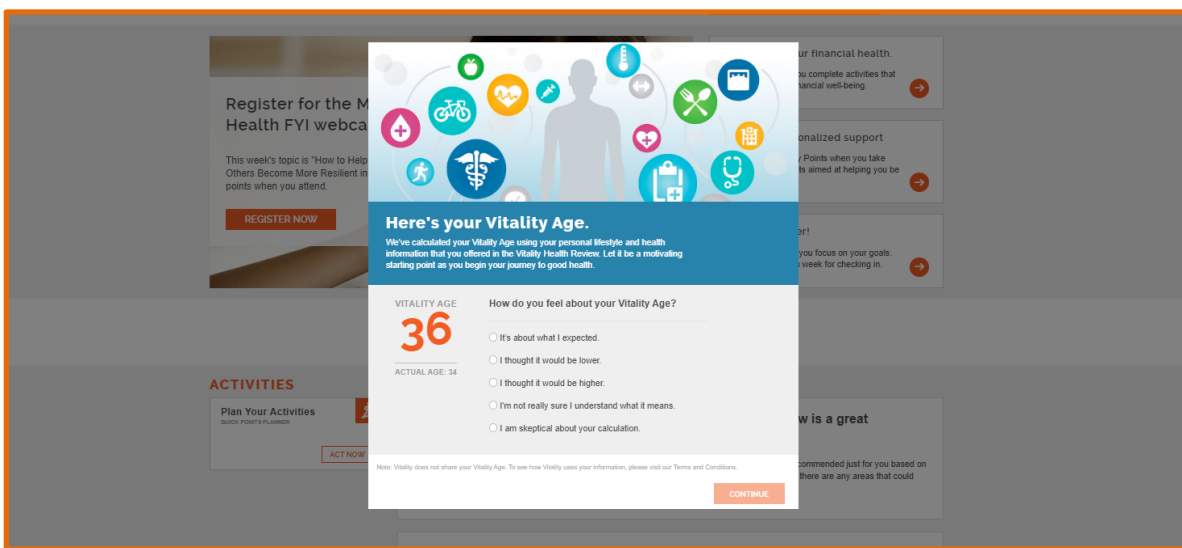 Register for the M
Health FYI webca
This week's topic is "How to Help
Others Become More Resilient in
points when you attend.
REGISTER NOW
ur financial health.
ou complete activities that
nancial well-being.
onalized support
y Points when you take
ts aimed at helping you be
er!
you focus on your goals.
week for checking in.
Here's your Vitality Age.
We've calculated your Vitality Age using your personal lifestyle and health
information that you offered in the Vitality Health Review. Let it be a motivating
starting point as you begin your journey to good health.
VITALITY AGE
36
ACTUAL AGE: 34
How do you feel about your Vitality Age?
It's about what I expected.
I thought it would be lower.
I thought it would be higher.
I'm not really sure I understand what it means.
I am skeptical about your calculation.
Note: Vitality does not share your Vitality Age. To see how Vitality uses your information, please visit our Terms and Conditions.
CONTINUE
ACTIVITIES
Plan Your Activities
QUICK POINTS PLANNER
ACT NOW
w is a great
commended just for you based on
there are any areas that could